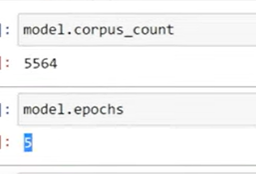 ]: model.corpus_count
]: 5564
]: model.epochs
]: 5